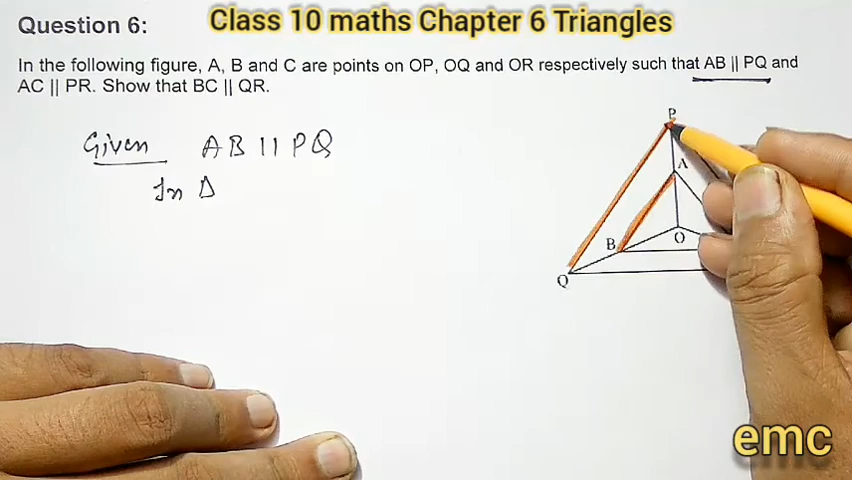 Question 6:
Class 10 maths Chapter 6 Triangles
In the following figure, A, B and C are points on OP, OQ and OR respectively such that AB || PQ and
AC || PR. Show that BC || QR.
Given AB || PQ
In Δ
P
A
B
O
Q
emc